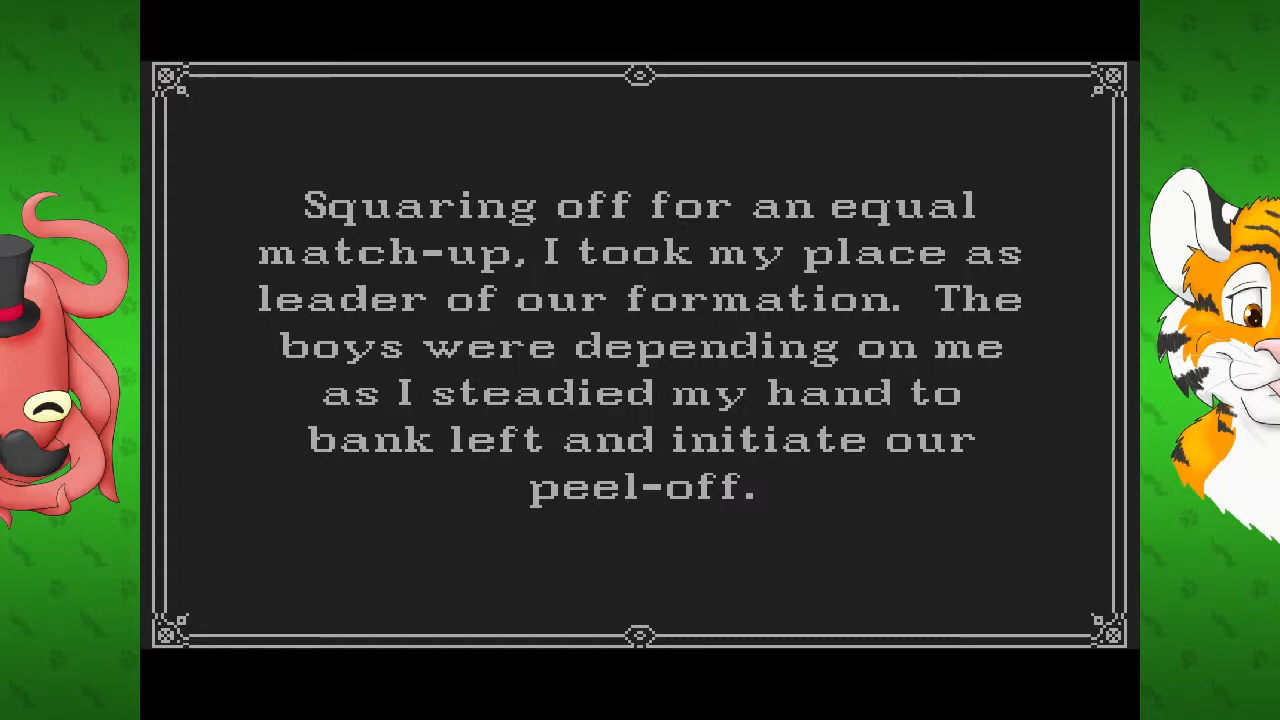 Squaring off for an equal
match-up, I took my place as
leader of our formation.  The
boys were depending on me
as I steadied my hand to
bank left and initiate our
peel-off.